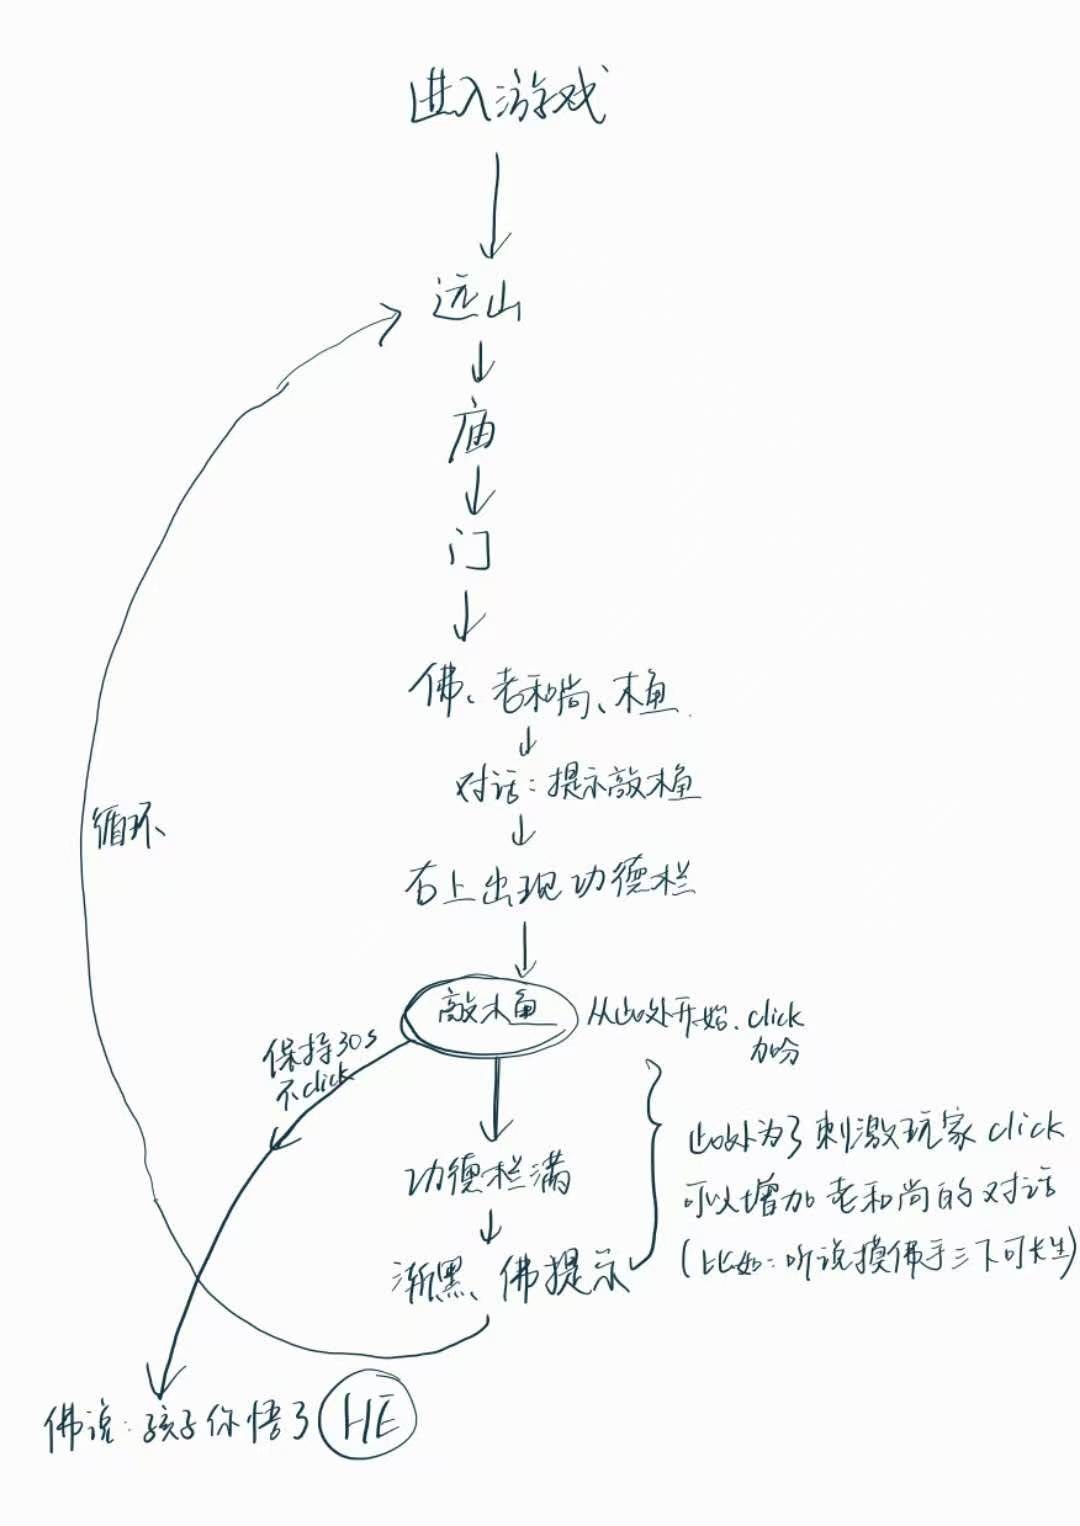 进入游戏
远山
庙
门
佛、老和尚、木鱼
对话：提示敲木鱼
循环
右上出现功德栏
敲木鱼
从此处开始、click
加分
保持30s
不click
此处为了刺激玩家click
可以增加老和尚的对话
(比如：听说摸佛手三下可长生)
功德栏满
渐黑、佛提示
佛说：孩子你悟了 HE